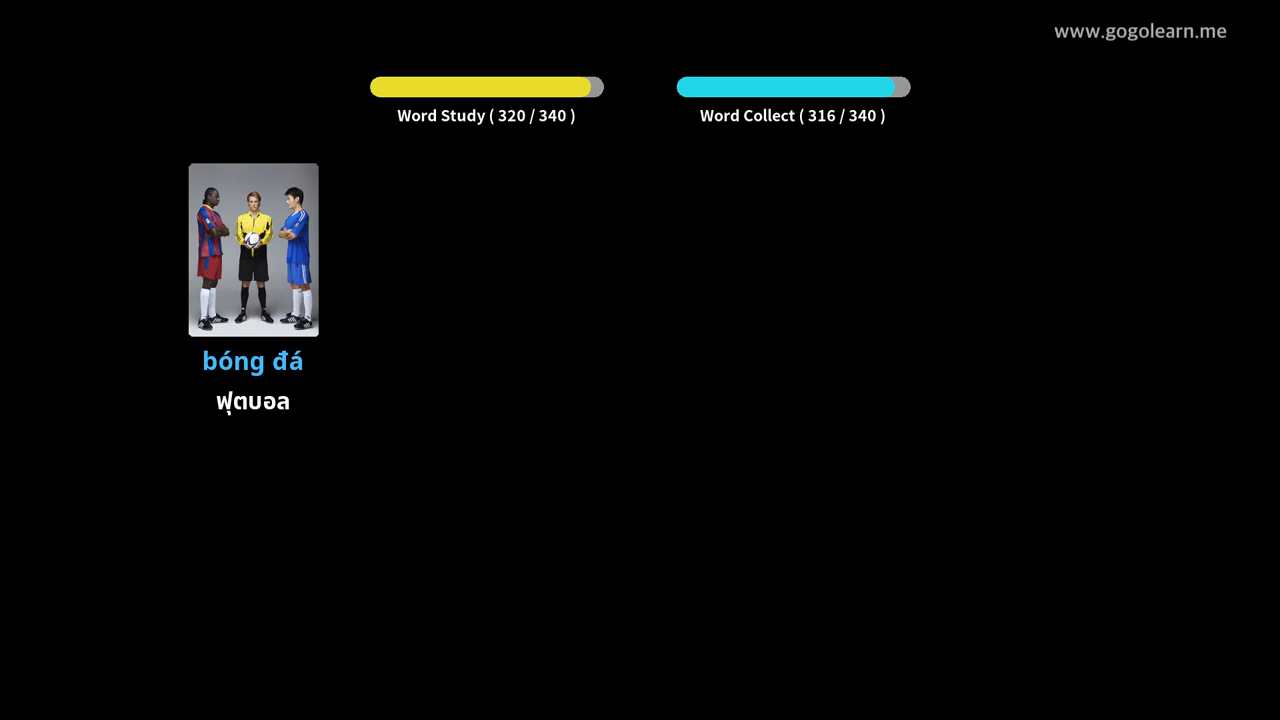 www.gogolearn.me
Word Study ( 320 / 340 )
Word Collect ( 316 / 340 )
bóng đá
ฟุตบอล